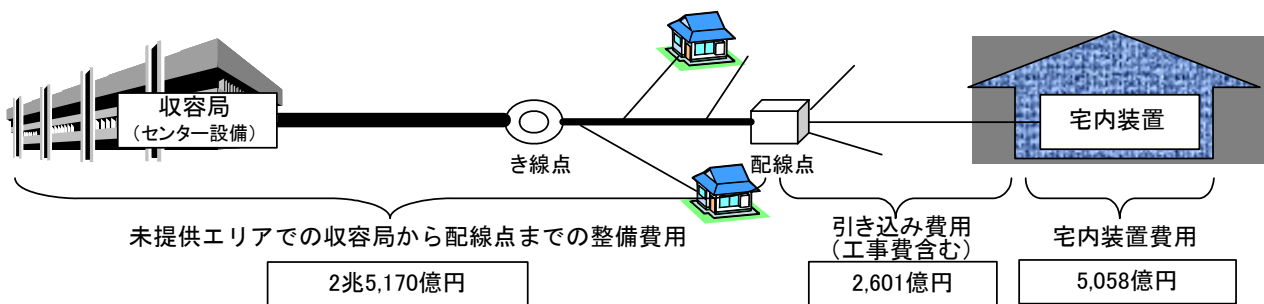 収容局
（センター設備）
き線点
配線点
宅内装置
未提供エリアでの収容局から配線点までの整備費用
2兆5,170億円
引き込み費用
（工事費含む）
2,601億円
宅内装置費用
5,058億円